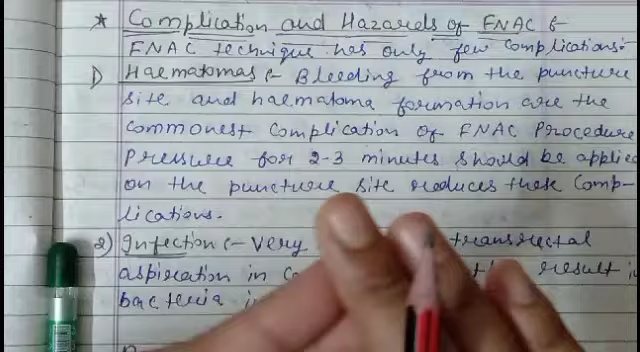 * Complication and Hazards of FNAC :-
FNAC technique has only few complications:-
1) Haematomas :- Bleeding from the puncture
site and haematoma formation are the
commonest complication of FNAC Procedure
Pressure for 2-3 minutes should be applie
on the puncture site reduces these comp-
lications.
2) Infection :- Very transrectal
aspiration in result i
bacteria